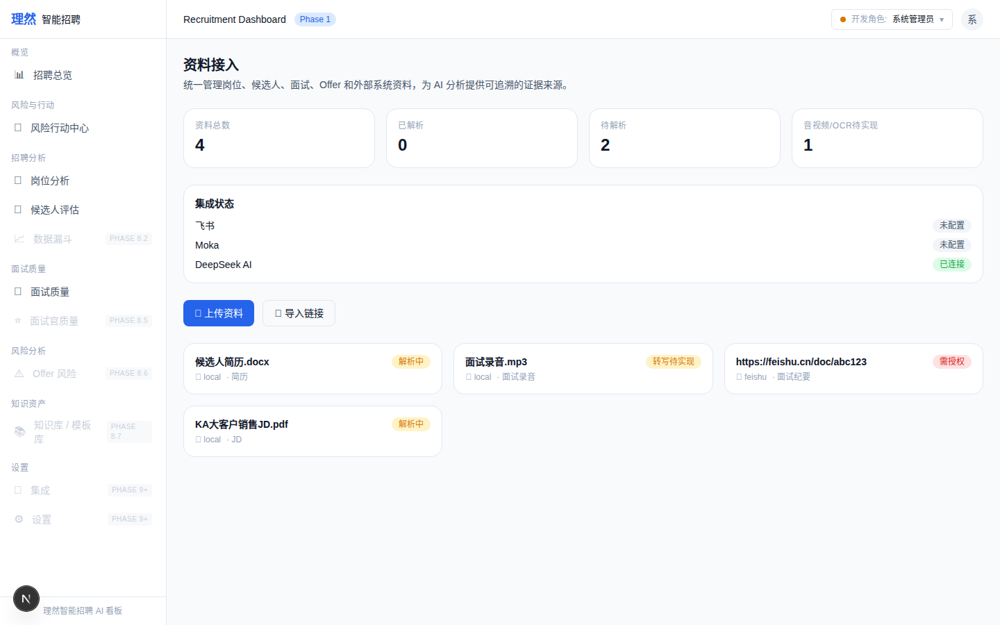 理然 智能招聘
Recruitment Dashboard Phase 1
开发角色: 系统管理员 ▾ 系
概览
招聘总览
风险与行动
风险行动中心
招聘分析
岗位分析
候选人评估
数据漏斗 PHASE 8.2
面试质量
面试质量
面试官质量 PHASE 8.5
风险分析
Offer 风险 PHASE 8.6
知识资产
知识库 / 模板
库
PHASE
8.7
设置
集成 PHASE 9+
设置 PHASE 9+
理然智能招聘 AI 看板
资料接入
统一管理岗位、候选人、面试、Offer 和外部系统资料，为 AI 分析提供可追溯的证据来源。
资料总数
4
已解析
0
待解析
2
音视频/OCR待实现
1
集成状态
飞书 未配置
Moka 未配置
DeepSeek AI 已连接
上传资料
导入链接
候选人简历.docx 解析中
local · 简历
面试录音.mp3 转写待实现
local · 面试录音
https://feishu.cn/doc/abc123 需授权
feishu · 面试纪要
KA大客户销售JD.pdf 解析中
local · JD